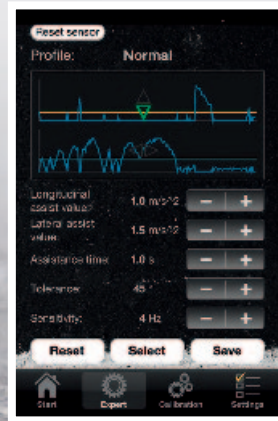 Reset sensor
Profile: Normal
Longitudinal
assist value: 1.0 m/s^2
Lateral assist
value: 1.5 m/s^2
Assistance time: 1.0 s
Tolerance: 45 °
Sensitivity: 4 Hz
Reset Select Save
Start Expert Calibration Settings